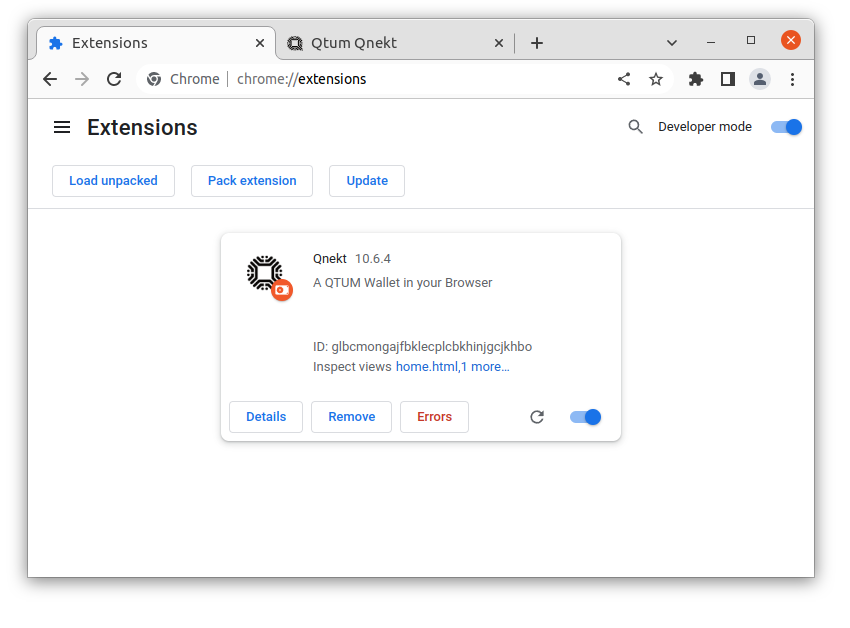 Extensions
Qtum Qnekt
Chrome
chrome://extensions
Extensions
Developer mode
Load unpacked
Pack extension
Update
Qnekt 10.6.4
A QTUM Wallet in your Browser
ID: glbcmongajfbklecplcbkhinjgcjkhbo
Inspect views home.html,1 more…
Details
Remove
Errors